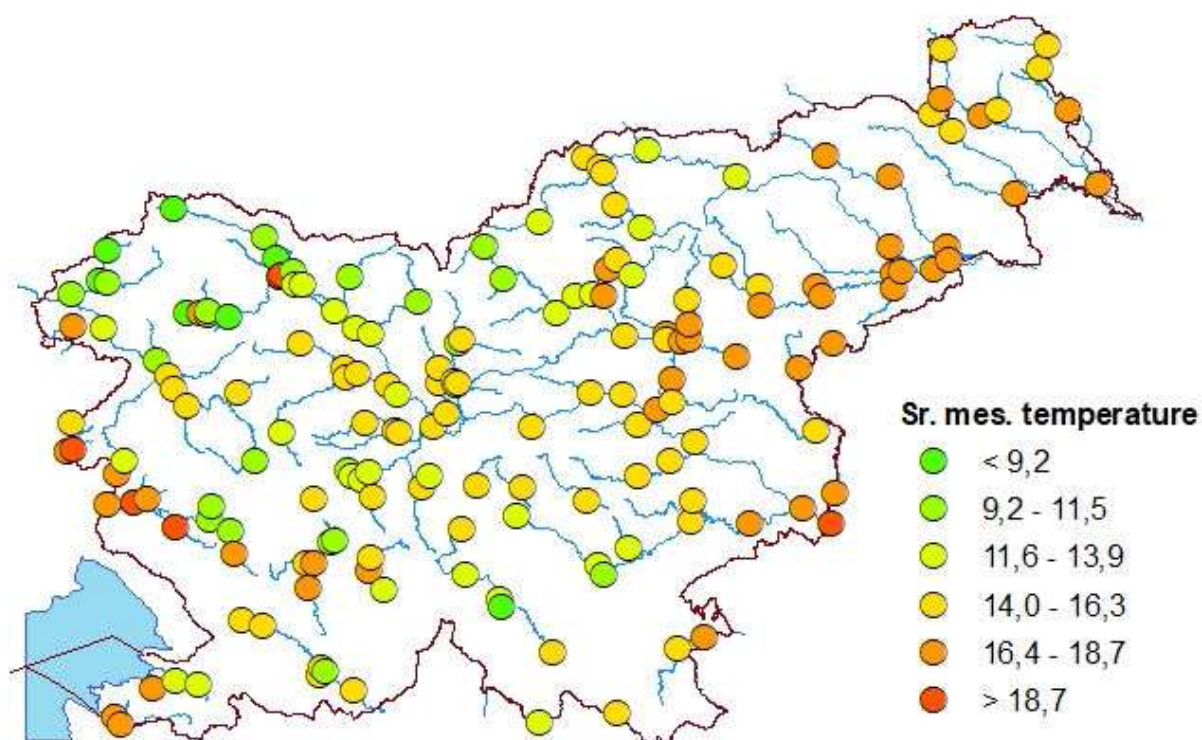 Sr. mes. temperature
< 9,2
9,2 - 11,5
11,6 - 13,9
14,0 - 16,3
16,4 - 18,7
> 18,7